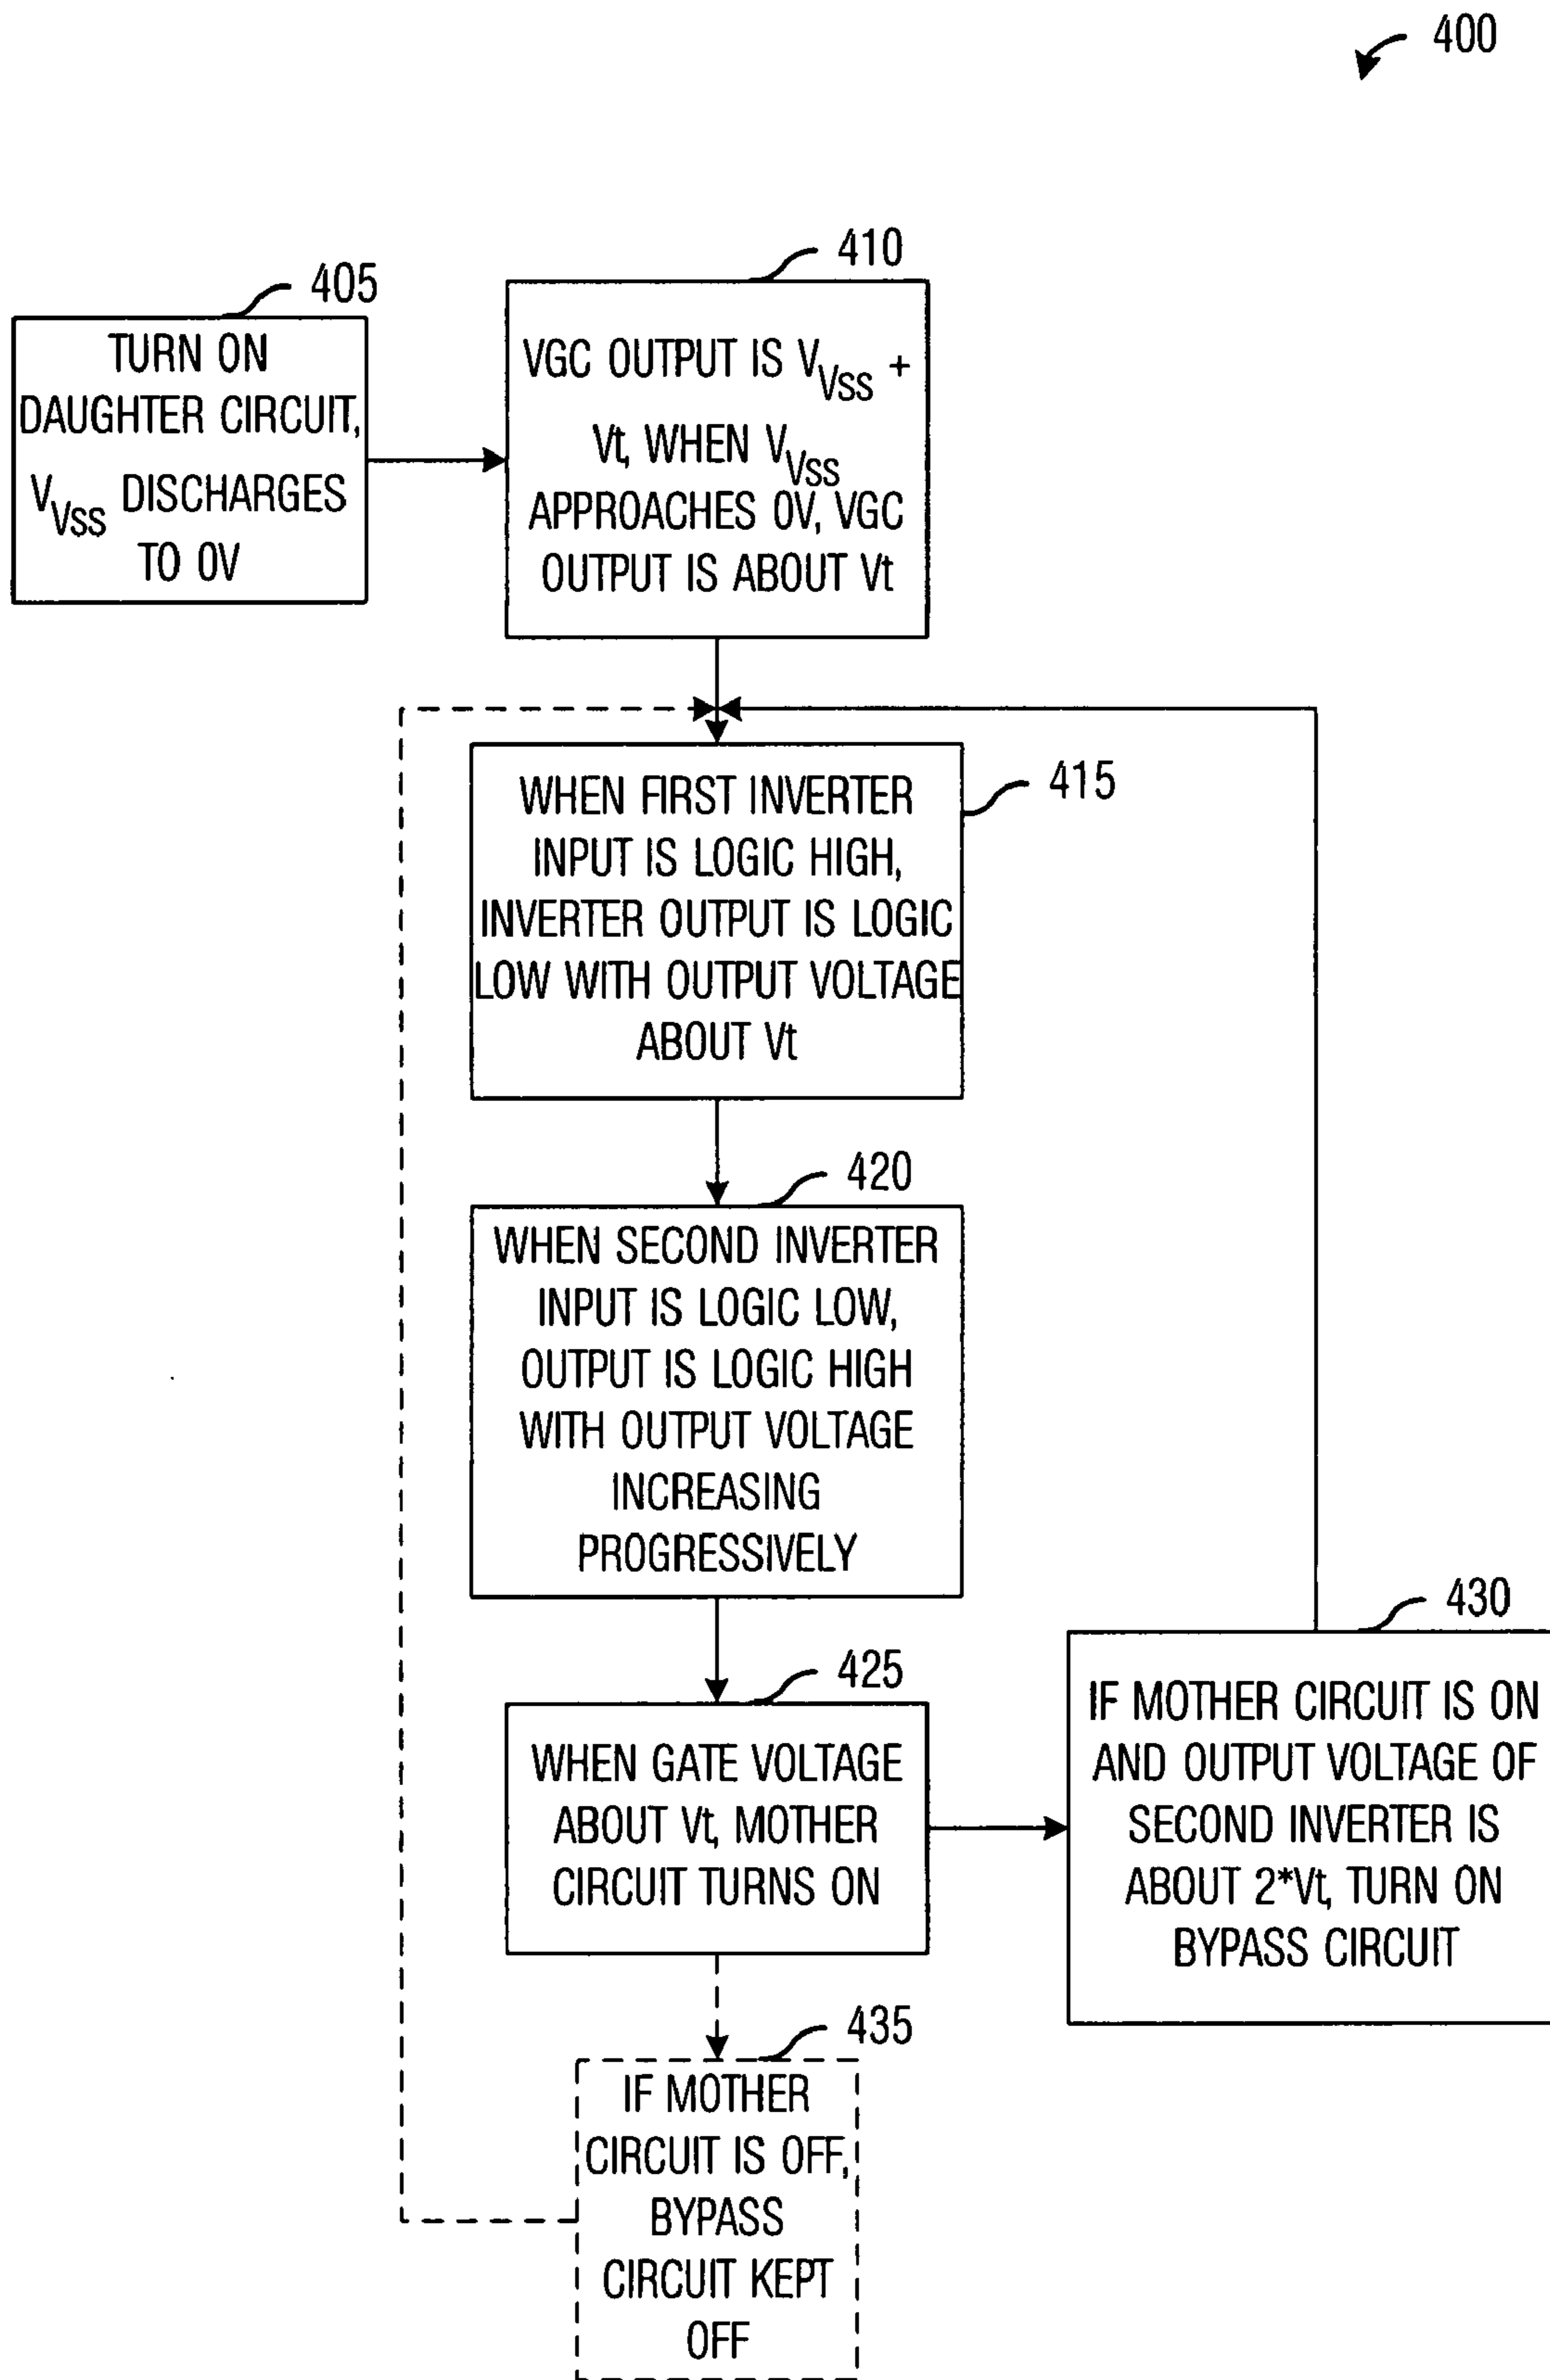 400
405
TURN ON
DAUGHTER CIRCUIT,
VVSS DISCHARGES
TO 0V
410
VGC OUTPUT IS VVSS +
Vt, WHEN VVSS
APPROACHES 0V, VGC
OUTPUT IS ABOUT Vt
415
WHEN FIRST INVERTER
INPUT IS LOGIC HIGH,
INVERTER OUTPUT IS LOGIC
LOW WITH OUTPUT VOLTAGE
ABOUT Vt
420
WHEN SECOND INVERTER
INPUT IS LOGIC LOW,
OUTPUT IS LOGIC HIGH
WITH OUTPUT VOLTAGE
INCREASING
PROGRESSIVELY
425
WHEN GATE VOLTAGE
ABOUT Vt, MOTHER
CIRCUIT TURNS ON
430
IF MOTHER CIRCUIT IS ON
AND OUTPUT VOLTAGE OF
SECOND INVERTER IS
ABOUT 2*Vt, TURN ON
BYPASS CIRCUIT
435
IF MOTHER
CIRCUIT IS OFF,
BYPASS
CIRCUIT KEPT
OFF